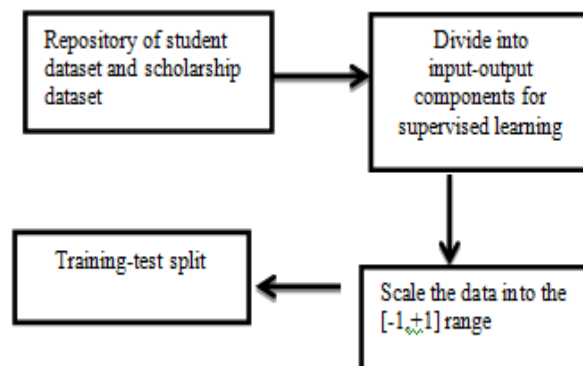 Repository of student
dataset and scholarship
dataset
Divide into
input-output
components for
supervised learning
Scale the data into the
[-1,+1] range
Training-test split